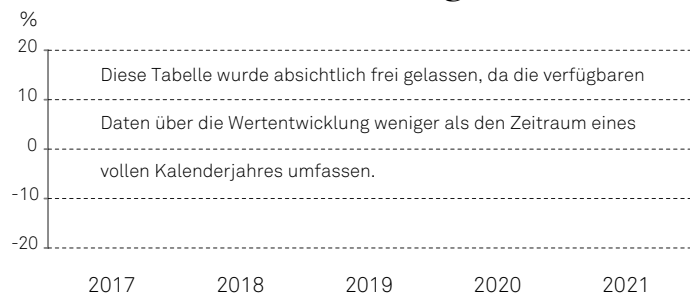 %
20
Diese Tabelle wurde absichtlich frei gelassen, da die verfügbaren
10
Daten über die Wertentwicklung weniger als den Zeitraum eines
0
vollen Kalenderjahres umfassen.
-10
-20
2017 2018 2019 2020 2021